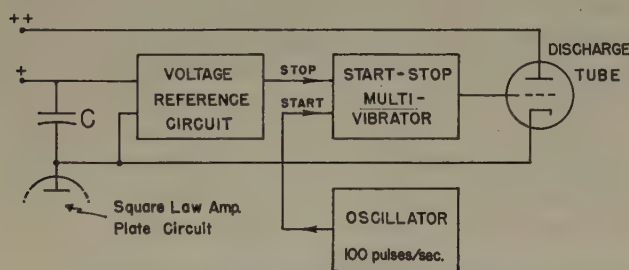 ++
DISCHARGE
TUBE
+
VOLTAGE
REFERENCE
CIRCUIT
STOP
START
START-STOP
MULTI-
VIBRATOR
C
Square Law Amp.
Plate Circuit
OSCILLATOR
100 pulses/sec.